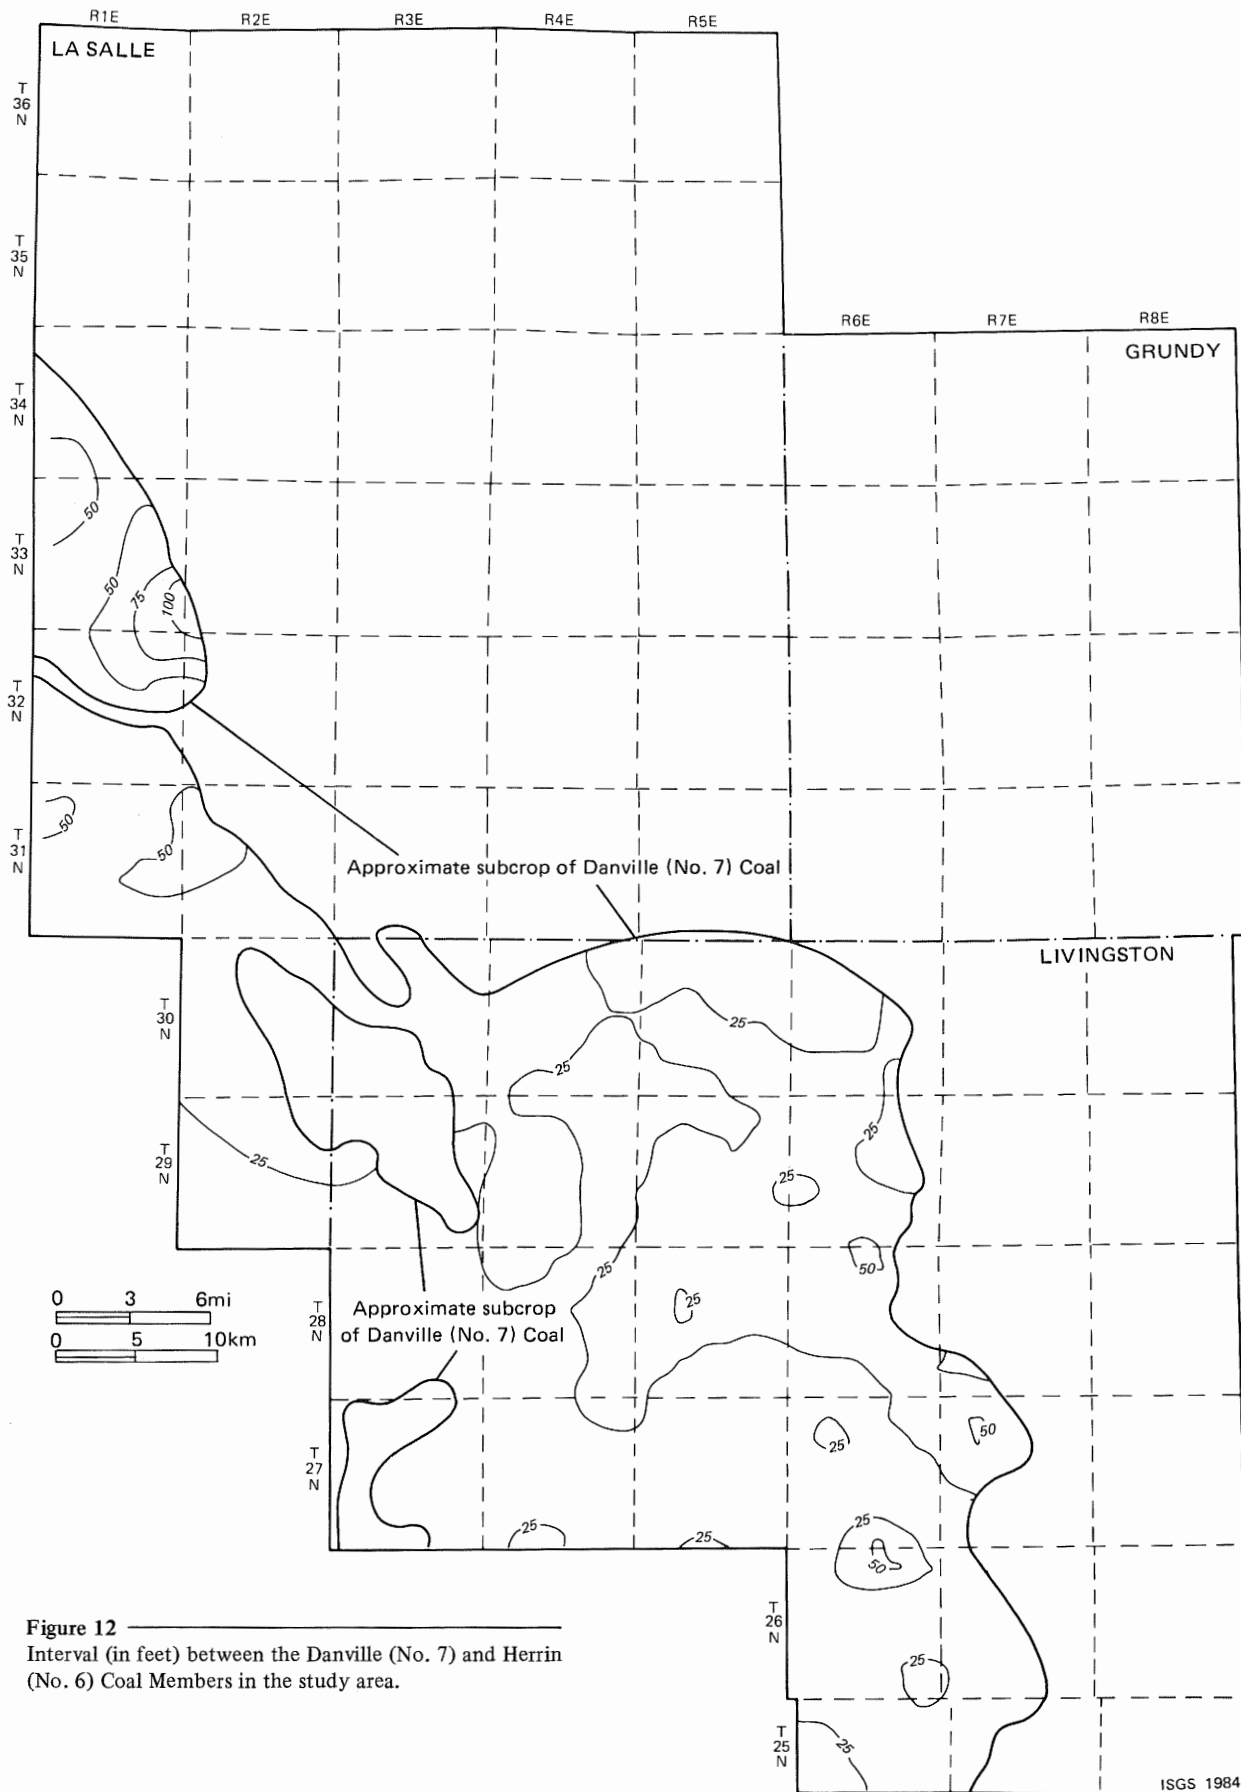 R1E
R2E
R3E
R4E
R5E
LA SALLE
T
36
N
T
35
N
R6E
R7E
R8E
GRUNDY
T
34
N
50
T
33
N
50
75
100
T
32
N
50
50
T
31
N
Approximate subcrop of Danville (No. 7) Coal
LIVINGSTON
T
30
N
25
25
25
T
29
N
25
25
50
25
0 3 6mi
0 5 10km
T
28
N
Approximate subcrop
of Danville (No. 7) Coal
25
50
25
T
27
N
25
25
25
50
T
26
N
25
T
25
N
25
Figure 12
Interval (in feet) between the Danville (No. 7) and Herrin
(No. 6) Coal Members in the study area.
ISGS 1984